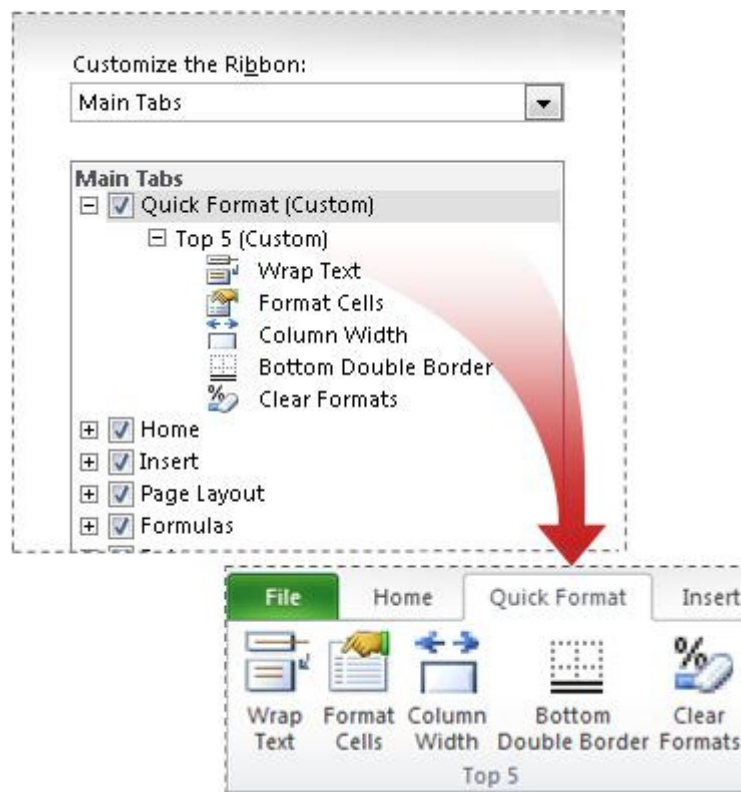 Customize the Ribbon:
Main Tabs
Main Tabs
Quick Format (Custom)
Top 5 (Custom)
Wrap Text
Format Cells
Column Width
Bottom Double Border
Clear Formats
Home
Insert
Page Layout
Formulas
File Home Quick Format Insert
Wrap Format Column Bottom Clear
Text Cells Width Double Border Formats
Top 5